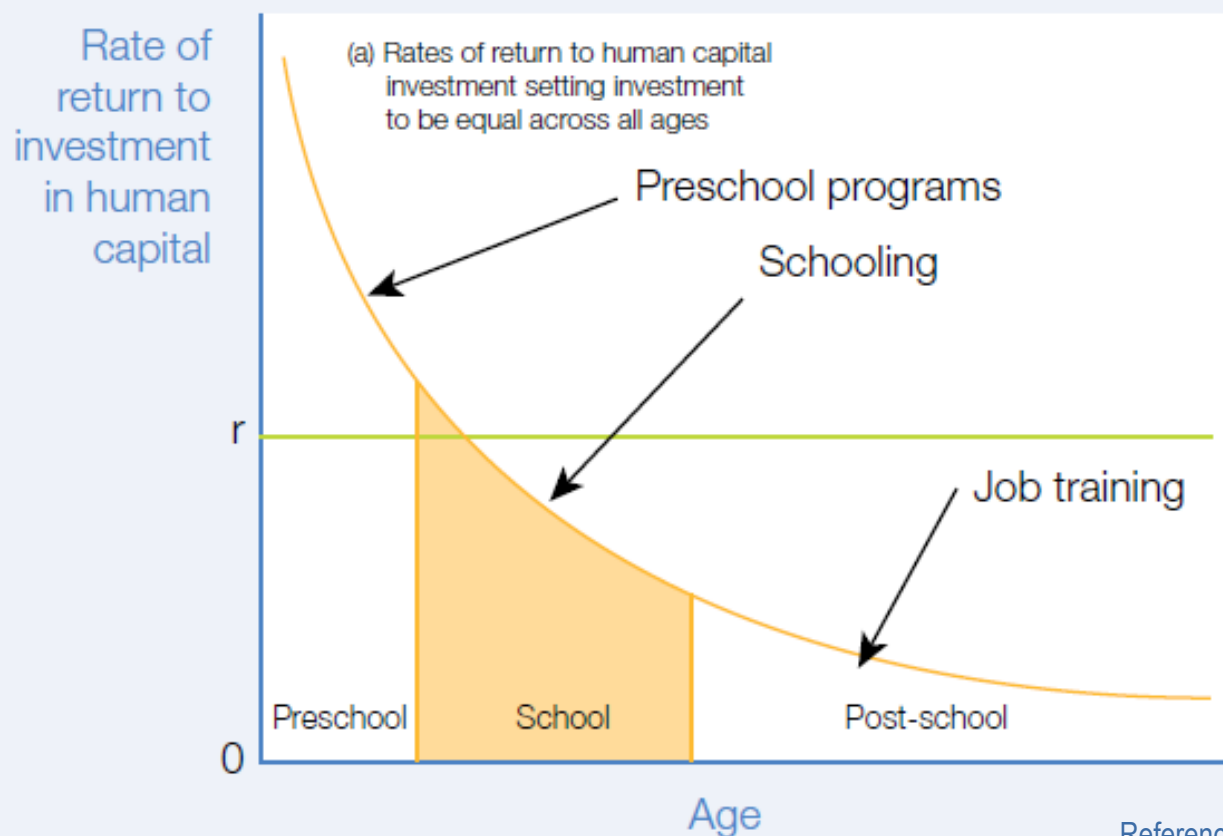 Rate of
return to
investment
in human
capital
(a) Rates of return to human capital
investment setting investment
to be equal across all ages
Preschool programs
Schooling
r
Job training
Preschool
School
Post-school
0
Age
Referenc